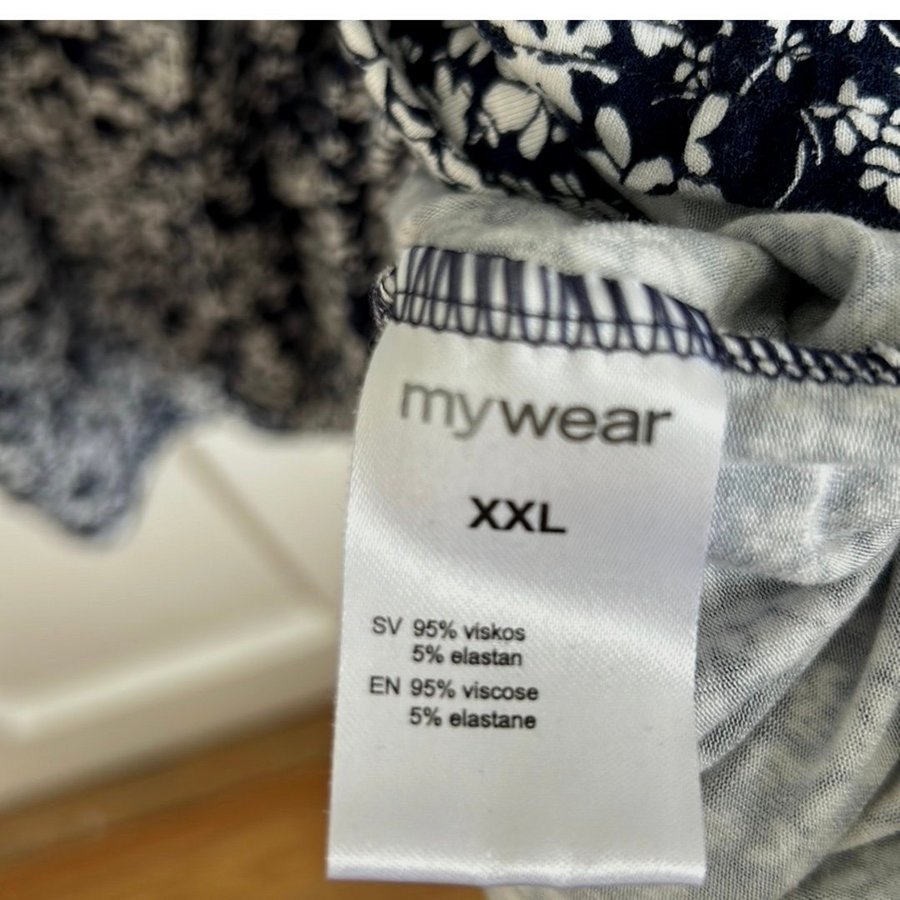 mywear
XXL
SV 95% viskos
5% elastan
EN 95% viscose
5% elastane